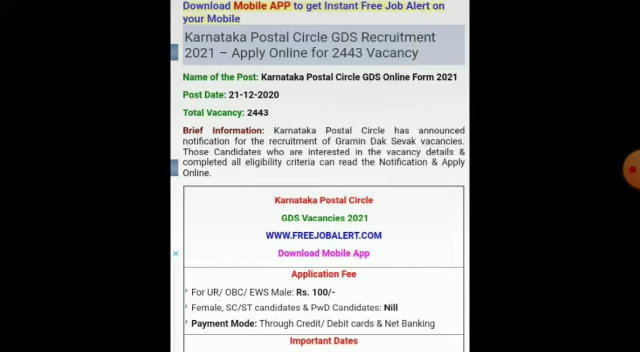 Download Mobile APP to get Instant Free Job Alert on
your Mobile
Karnataka Postal Circle GDS Recruitment
2021 – Apply Online for 2443 Vacancy
Name of the Post: Karnataka Postal Circle GDS Online Form 2021
Post Date: 21-12-2020
Total Vacancy: 2443
Brief Information: Karnataka Postal Circle has announced
notification for the recruitment of Gramin Dak Sevak vacancies.
Those Candidates who are interested in the vacancy details &
completed all eligibility criteria can read the Notification & Apply
Online.
Karnataka Postal Circle
GDS Vacancies 2021
WWW.FREEJOBALERT.COM
Download Mobile App
Application Fee
For UR/ OBC/ EWS Male: Rs. 100/-
Female, SC/ST candidates & PwD Candidates: Nill
Payment Mode: Through Credit/ Debit cards & Net Banking
Important Dates